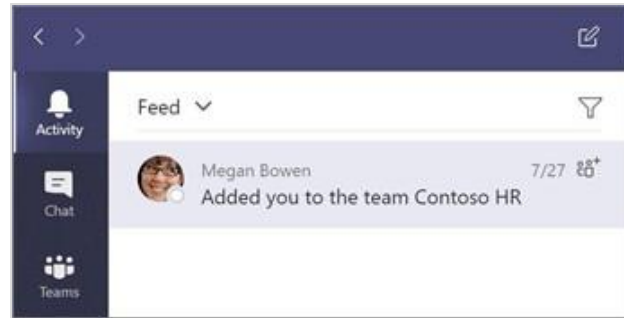 Activity
Feed
Megan Bowen 7/27
Added you to the team Contoso HR
Chat
Teams